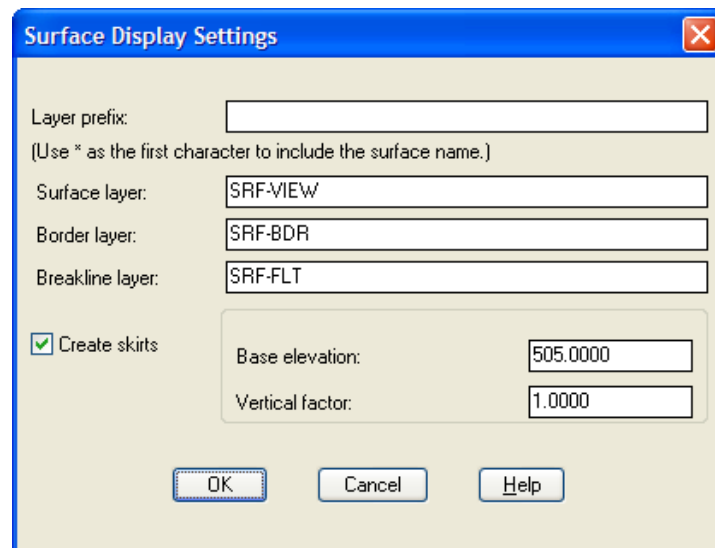 Surface Display Settings
Layer prefix:
(Use * as the first character to include the surface name.)
Surface layer: SRF-VIEW
Border layer: SRF-BDR
Breakline layer: SRF-FLT
Create skirts
Base elevation: 505.0000
Vertical factor: 1.0000
OK Cancel Help